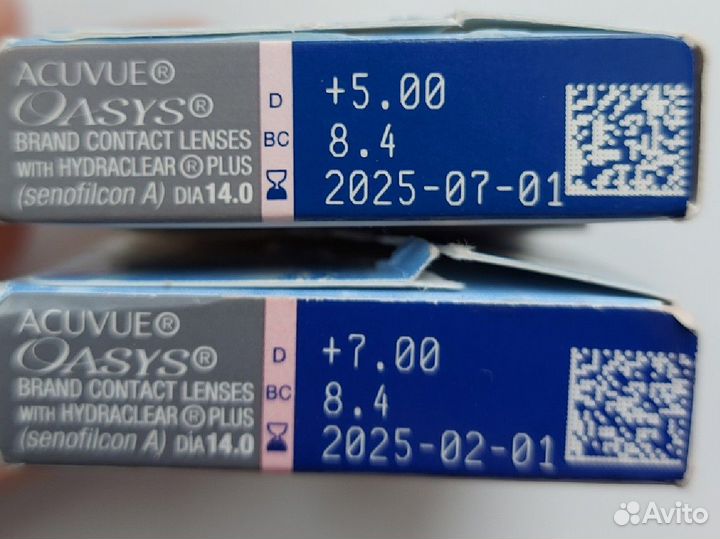 ACUVUE®
OASYS®
BRAND CONTACT LENSES
WITH HYDRACLEAR® PLUS
(senofilcon A) DIA 14.0
D +5.00
BC 8.4
2025-07-01
ACUVUE®
OASYS®
BRAND CONTACT LENSES
WITH HYDRACLEAR® PLUS
(senofilcon A) DIA 14.0
D +7.00
BC 8.4
2025-02-01
Avito